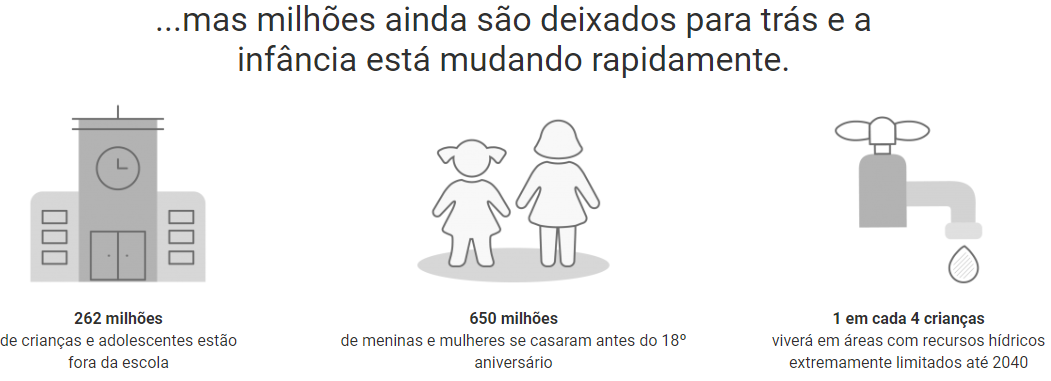 ...mas milhões ainda são deixados para trás e a
infância está mudando rapidamente.
262 milhões
de crianças e adolescentes estão
fora da escola
650 milhões
de meninas e mulheres se casaram antes do 18º
aniversário
1 em cada 4 crianças
viverá em áreas com recursos hídricos
extremamente limitados até 2040